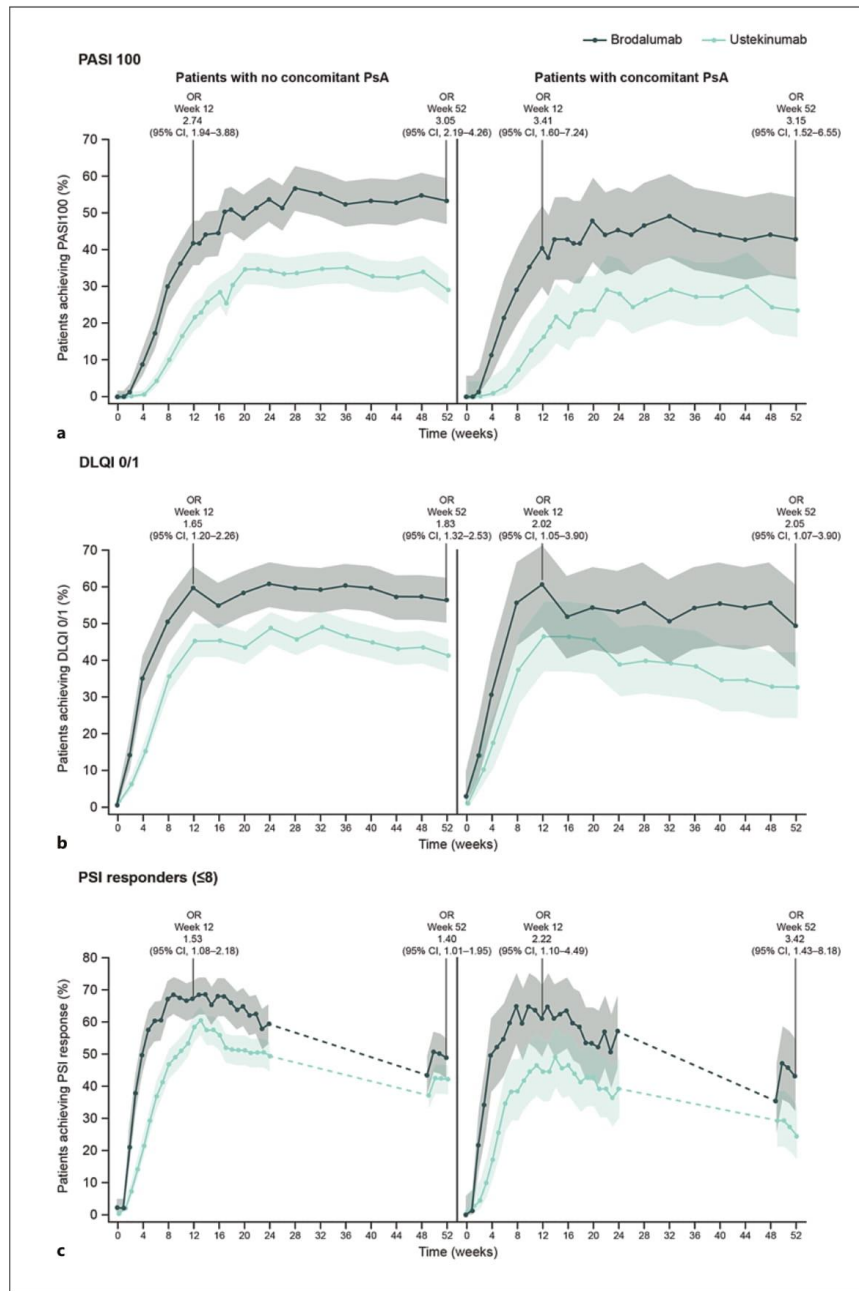 Brodalumab Ustekinumab
PASI 100
Patients with no concomitant PsA Patients with concomitant PsA
OR
Week 12
2.74
(95% CI, 1.94–3.88)
OR
Week 52
3.05
(95% CI, 2.19–4.26)
OR
Week 12
3.41
(95% CI, 1.60–7.24)
OR
Week 52
3.15
(95% CI, 1.52–6.55)
Patients achieving PASI100 (%)
70
60
50
40
30
20
10
0
0 4 8 12 16 20 24 28 32 36 40 44 48 52
0 4 8 12 16 20 24 28 32 36 40 44 48 52
Time (weeks)
a
DLQI 0/1
OR
Week 12
1.65
(95% CI, 1.20–2.26)
OR
Week 52
1.83
(95% CI, 1.32–2.53)
OR
Week 12
2.02
(95% CI, 1.05–3.90)
OR
Week 52
2.05
(95% CI, 1.07–3.90)
Patients achieving DLQI 0/1 (%)
70
60
50
40
30
20
10
0
0 4 8 12 16 20 24 28 32 36 40 44 48 52
0 4 8 12 16 20 24 28 32 36 40 44 48 52
Time (weeks)
b
PSI responders (≤8)
OR
Week 12
1.53
(95% CI, 1.08–2.18)
OR
Week 52
1.40
(95% CI, 1.01–1.95)
OR
Week 12
2.22
(95% CI, 1.10–4.49)
OR
Week 52
3.42
(95% CI, 1.43–8.18)
Patients achieving PSI response (%)
80
70
60
50
40
30
20
10
0
0 4 8 12 16 20 24 28 32 36 40 44 48 52
0 4 8 12 16 20 24 28 32 36 40 44 48 52
Time (weeks)
c